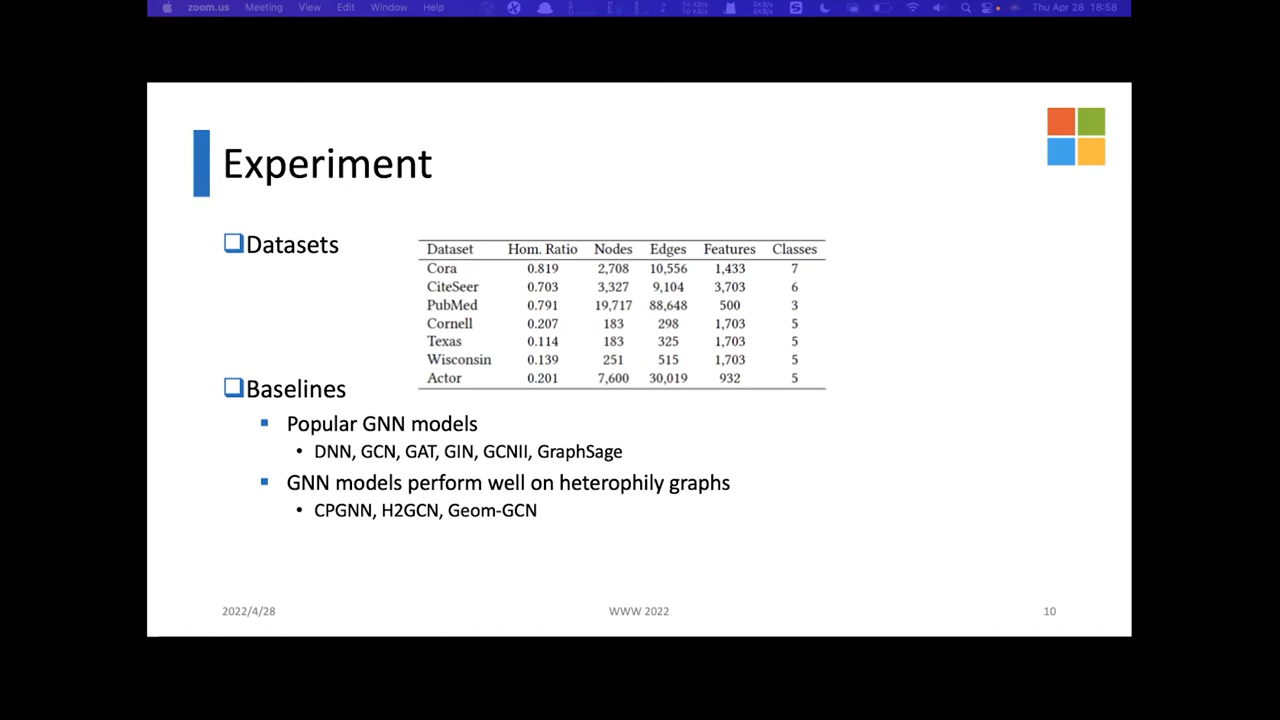 zoom.us Meeting View Edit Window Help Thu Apr 28 18:58
Experiment
Datasets
Dataset Hom. Ratio Nodes Edges Features Classes
Cora 0.819 2,708 10,556 1,433 7
CiteSeer 0.703 3,327 9,104 3,703 6
PubMed 0.791 19,717 88,648 500 3
Cornell 0.207 183 298 1,703 5
Texas 0.114 183 325 1,703 5
Wisconsin 0.139 251 515 1,703 5
Actor 0.201 7,600 30,019 932 5
Baselines
Popular GNN models
DNN, GCN, GAT, GIN, GCNII, GraphSage
GNN models perform well on heterophily graphs
CPGNN, H2GCN, Geom-GCN
2022/4/28 WWW 2022 10